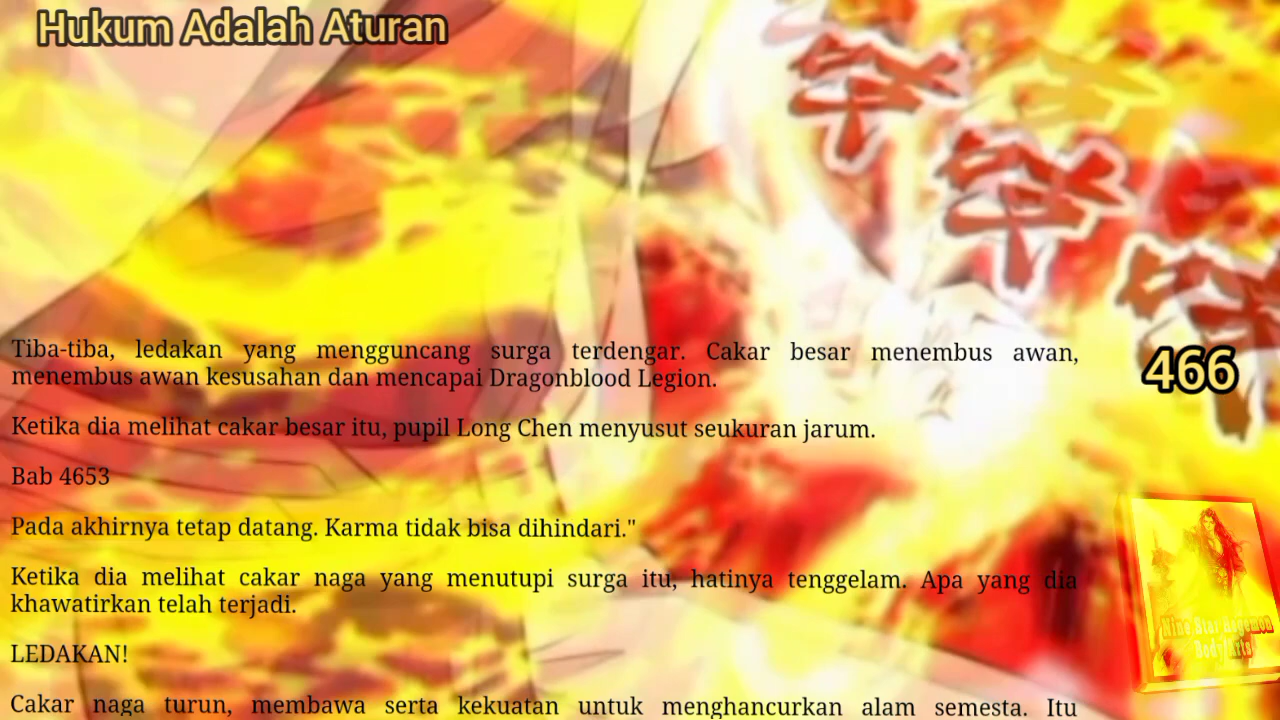 Hukum Adalah Aturan
Tiba-tiba, ledakan yang mengguncang surga terdengar. Cakar besar menembus awan,
menembus awan kesusahan dan mencapai Dragonblood Legion.
466
Ketika dia melihat cakar besar itu, pupil Long Chen menyusut seukuran jarum.
Bab 4653
Pada akhirnya tetap datang. Karma tidak bisa dihindari."
Ketika dia melihat cakar naga yang menutupi surga itu, hatinya tenggelam. Apa yang dia
khawatirkan telah terjadi.
LEDAKAN!
Nine Star Hegemon
Body Arts
Cakar naga turun, membawa serta kekuatan untuk menghancurkan alam semesta. Itu